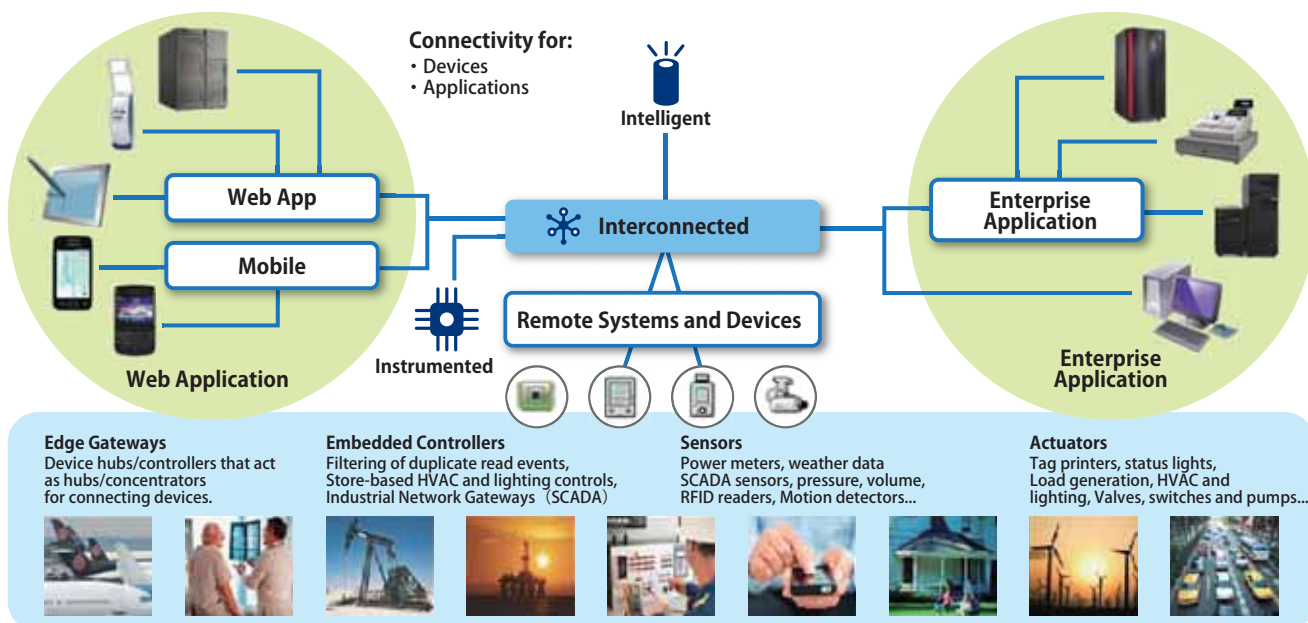 Connectivity for:
・Devices
・Applications
Intelligent
Web App
Mobile
Web Application
Interconnected
Instrumented
Remote Systems and Devices
Enterprise
Application
Enterprise
Application
Edge Gateways
Device hubs/controllers that act
as hubs/concentrators
for connecting devices.
Embedded Controllers
Filtering of duplicate read events,
Store-based HVAC and lighting controls,
Industrial Network Gateways（SCADA）
Sensors
Power meters, weather data
SCADA sensors, pressure, volume,
RFID readers, Motion detectors...
Actuators
Tag printers, status lights,
Load generation, HVAC and
lighting, Valves, switches and pumps...